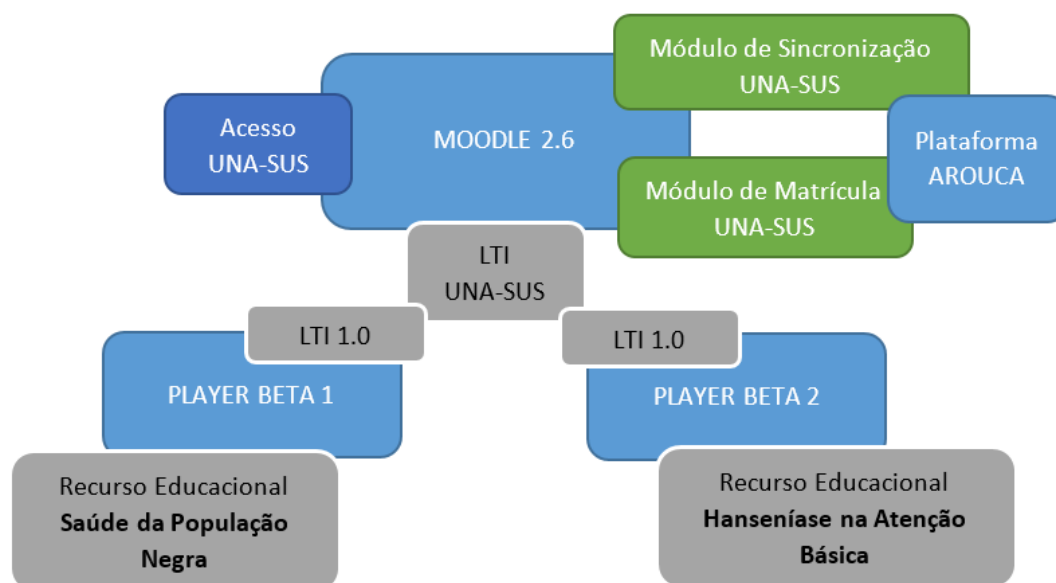 Módulo de Sincronização
UNA-SUS
Acesso
UNA-SUS
MOODLE 2.6
Plataforma
AROUCA
Módulo de Matrícula
UNA-SUS
LTI
UNA-SUS
LTI 1.0
LTI 1.0
PLAYER BETA 1
PLAYER BETA 2
Recurso Educacional
Saúde da População
Negra
Recurso Educacional
Hanseníase na Atenção
Básica